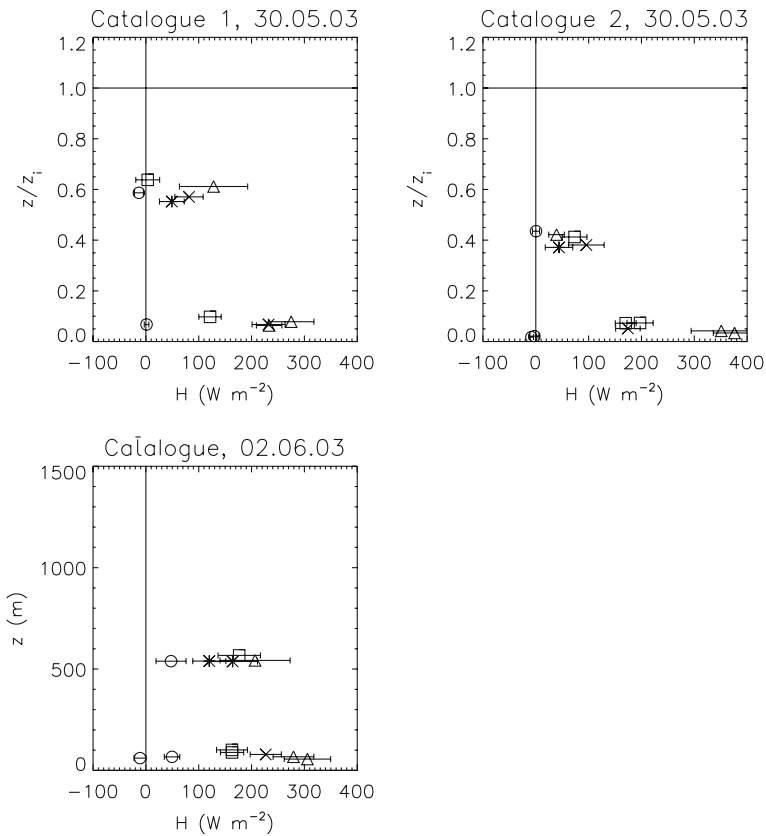 Catalogue 1, 30.05.03
1.2
1.0
0.8
0.6
0.4
0.2
0.0
z/z_i
-100 0 100 200 300 400
H (W m⁻²)
Catalogue 2, 30.05.03
1.2
1.0
0.8
0.6
0.4
0.2
0.0
z/z_i
-100 0 100 200 300 400
H (W m⁻²)
Catalogue, 02.06.03
1500
1000
500
0
z (m)
-100 0 100 200 300 400
H (W m⁻²)